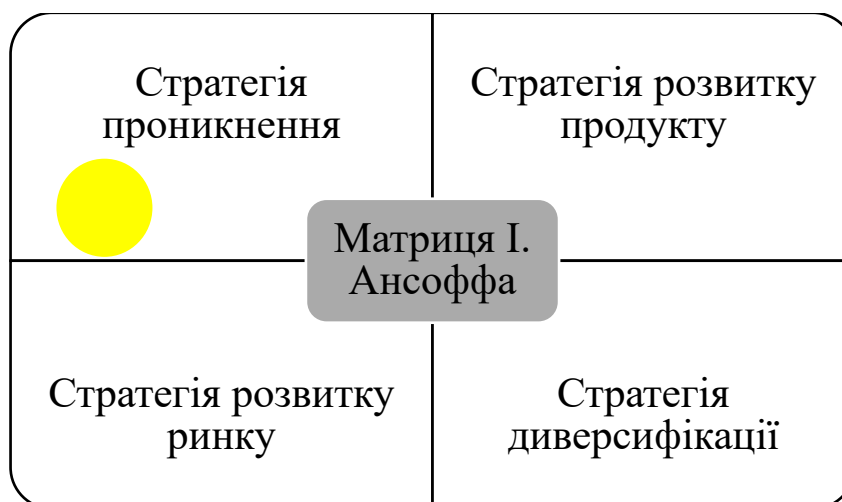 Стратегія
проникнення
Стратегія розвитку
продукту
Матриця І.
Ансоффа
Стратегія розвитку
ринку
Стратегія
диверсифікації